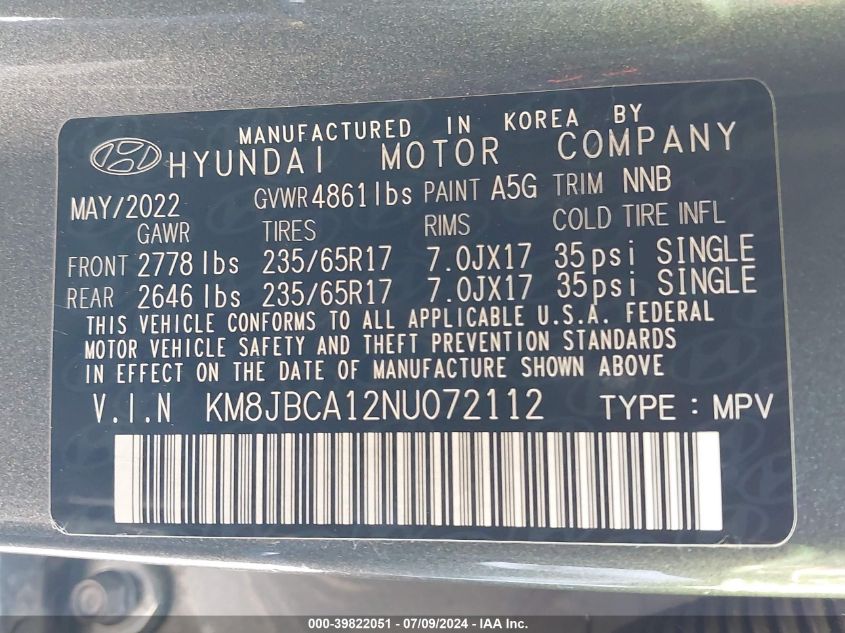 MANUFACTURED IN KOREA BY
HYUNDAI MOTOR COMPANY
MAY/2022 GVWR 4861 lbs PAINT A5G TRIM NNB
GAWR TIRES RIMS COLD TIRE INFL
FRONT 2778 lbs 235/65R17 7.0JX17 35psi SINGLE
REAR 2646 lbs 235/65R17 7.0JX17 35psi SINGLE
THIS VEHICLE CONFORMS TO ALL APPLICABLE U.S.A. FEDERAL
MOTOR VEHICLE SAFETY AND THEFT PREVENTION STANDARDS
IN EFFECT ON THE DATE OF MANUFACTURE SHOWN ABOVE
V.I.N KM8JBCA12NU072112 TYPE : MPV
000-39822051 - 07/09/2024 - IAA Inc.